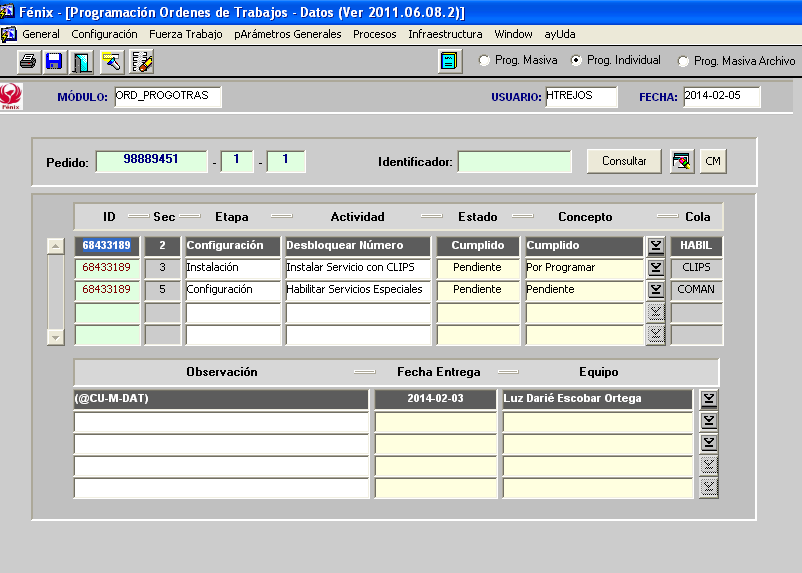 Fénix - [Programación Ordenes de Trabajos - Datos (Ver 2011.06.08.2)]
General Configuración Fuerza Trabajo pArámetros Generales Procesos Infraestructura Window ayUda
Prog. Masiva Prog. Individual Prog. Masiva Archivo
Fénix MÓDULO: ORD_PROGOTRAS USUARIO: HTREJOS FECHA: 2014-02-05
Pedido: 98889451 - 1 - 1 Identificador: Consultar CM
ID Sec Etapa Actividad Estado Concepto Cola
68433189 2 Configuración Desbloquear Número Cumplido Cumplido HABIL
68433189 3 Instalación Instalar Servicio con CLIPS Pendiente Por Programar CLIPS
68433189 5 Configuración Habilitar Servicios Especiales Pendiente Pendiente COMAN
Observación Fecha Entrega Equipo
(@CU-M-DAT) 2014-02-03 Luz Darié Escobar Ortega